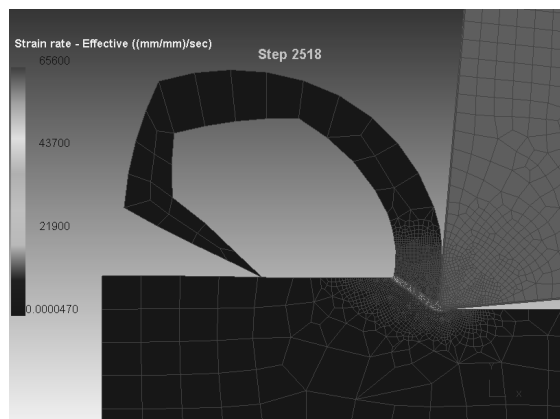 Strain rate - Effective ((mm/mm)/sec)
Step 2518
65600
43700
21900
0.0000470
X